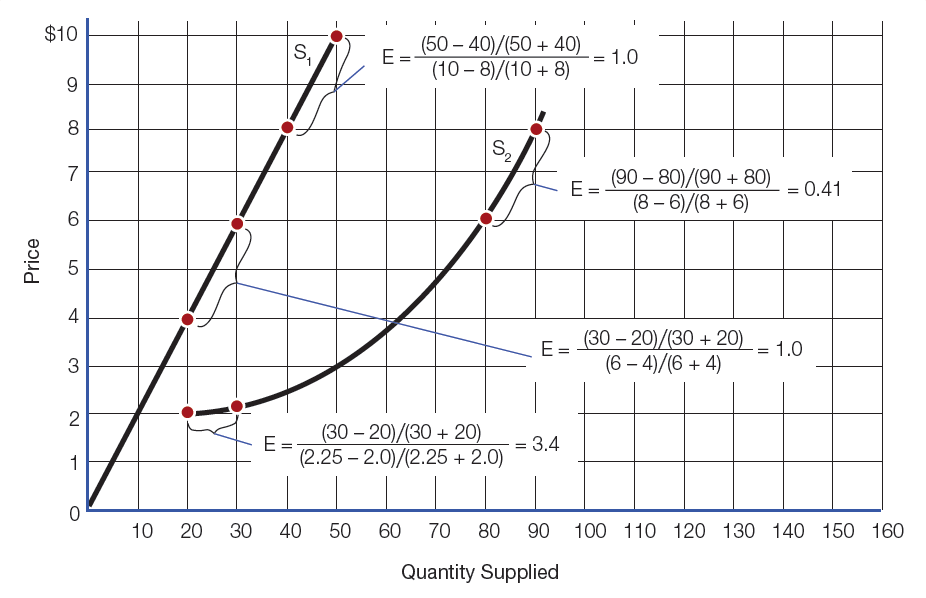 $10
9
8
7
6
5
4
3
2
1
0
Price
S1
E = (50 – 40)/(50 + 40)
(10 – 8)/(10 + 8)
= 1.0
S2
E = (90 – 80)/(90 + 80)
(8 – 6)/(8 + 6)
= 0.41
E = (30 – 20)/(30 + 20)
(6 – 4)/(6 + 4)
= 1.0
E = (30 – 20)/(30 + 20)
(2.25 – 2.0)/(2.25 + 2.0)
= 3.4
10 20 30 40 50 60 70 80 90 100 110 120 130 140 150 160
Quantity Supplied